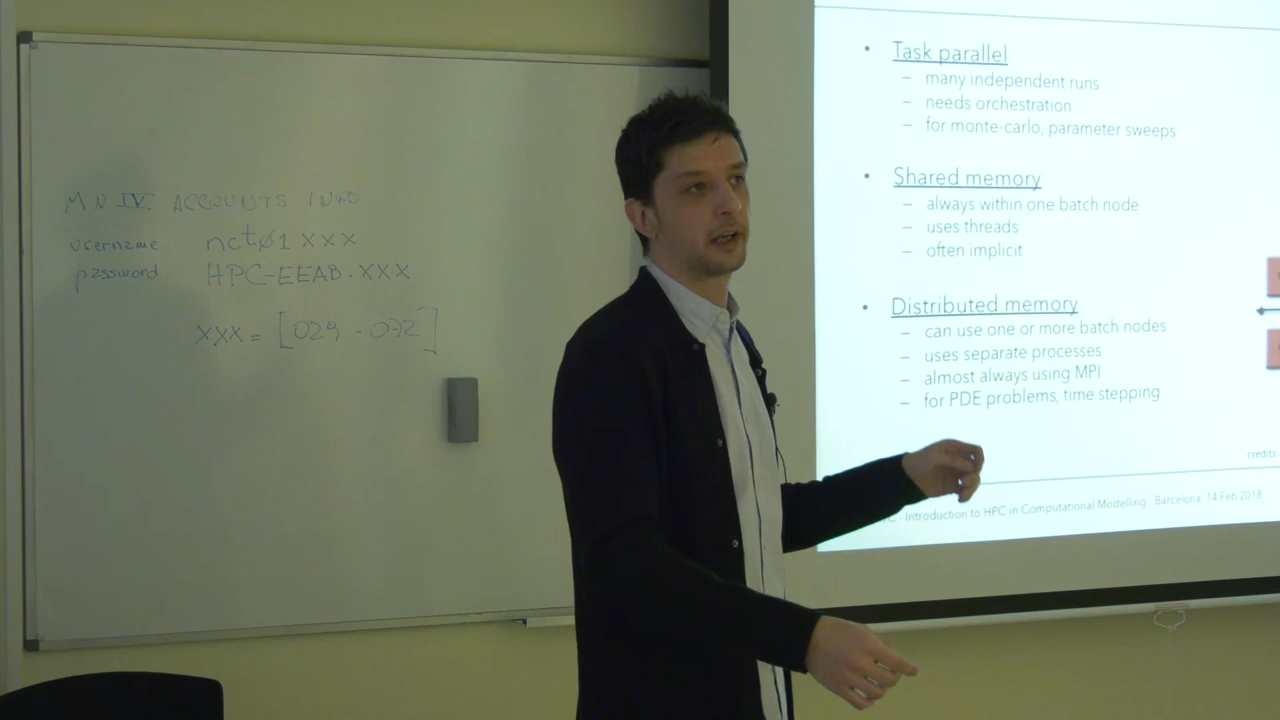 MN IV ACCOUNTS INFO
username: nct01XXX
password: HPC-EEAB.XXX
XXX = [029 - 072]
• Task parallel
– many independent runs
– needs orchestration
– for monte-carlo, parameter sweeps
• Shared memory
– always within one batch node
– uses threads
– often implicit
• Distributed memory
– can use one or more batch nodes
– uses separate processes
– almost always using MPI
– for PDE problems, time stepping
credits:
- Introduction to HPC in Computational Modelling. Barcelona. 14 Feb 2018